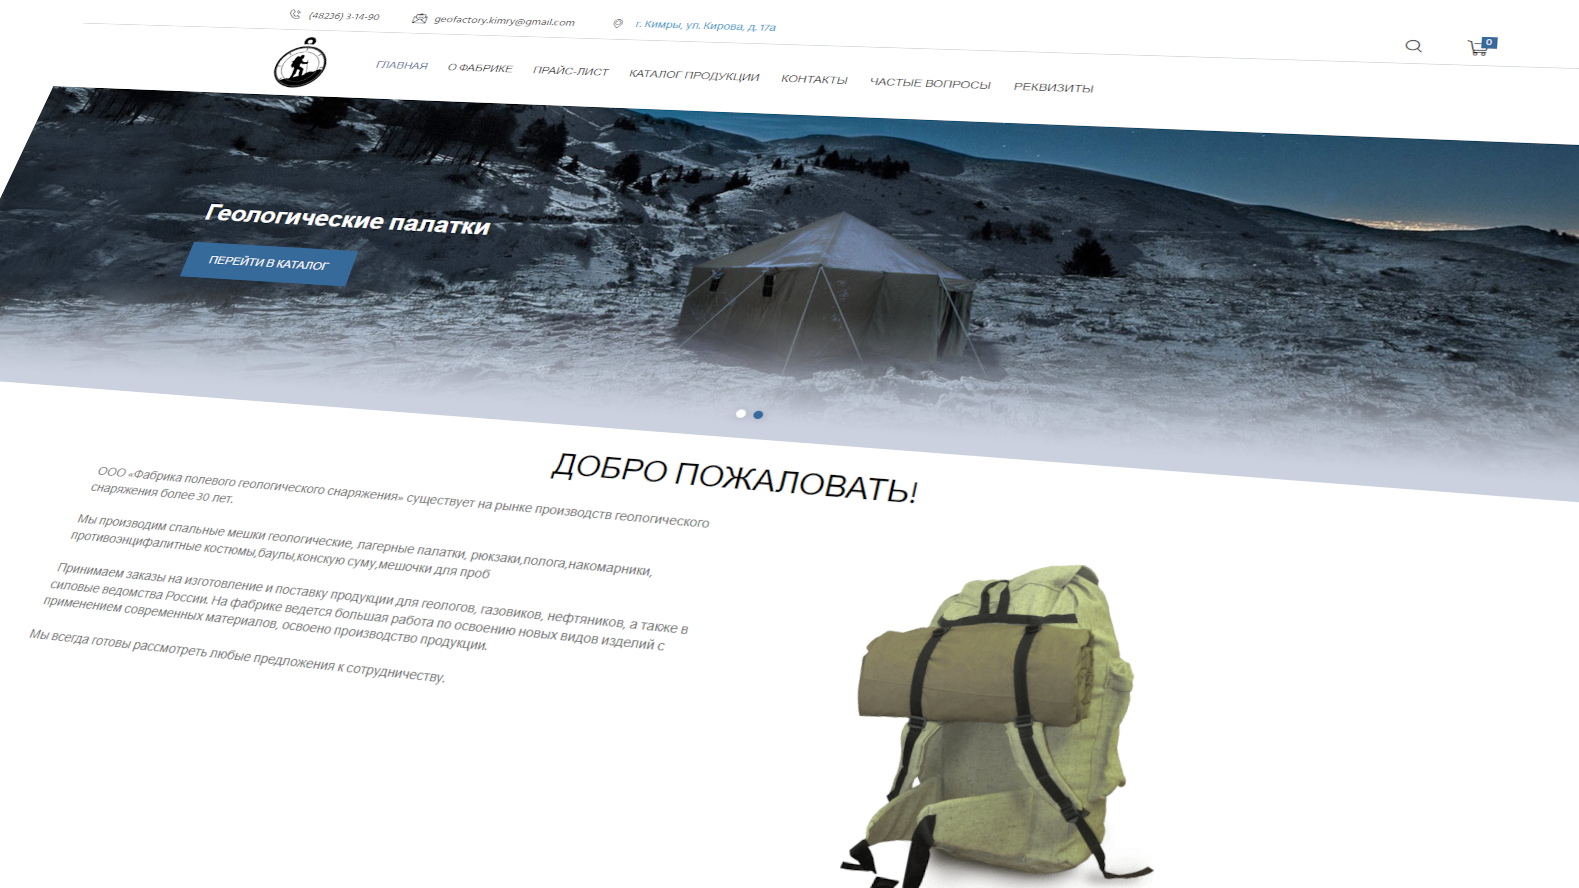 (48236) 3-14-90
geofactory.kimry@gmail.com
г. Кимры, ул. Кирова, д. 17а
0
ГЛАВНАЯ
О ФАБРИКЕ
ПРАЙС-ЛИСТ
КАТАЛОГ ПРОДУКЦИИ
КОНТАКТЫ
ЧАСТЫЕ ВОПРОСЫ
РЕКВИЗИТЫ
Геологические палатки
ПЕРЕЙТИ В КАТАЛОГ
ДОБРО ПОЖАЛОВАТЬ!
ООО «Фабрика полевого геологического снаряжения» существует на рынке производств геологического
снаряжения более 30 лет.
Мы производим спальные мешки геологические, лагерные палатки, рюкзаки,полога,накомарники,
противоэнцифалитные костюмы,баулы,конскую суму,мешочки для проб
Принимаем заказы на изготовление и поставку продукции для геологов, газовиков, нефтяников, а также в
силовые ведомства России. На фабрике ведется большая работа по освоению новых видов изделий с
применением современных материалов, освоено производство продукции.
Мы всегда готовы рассмотреть любые предложения к сотрудничеству.